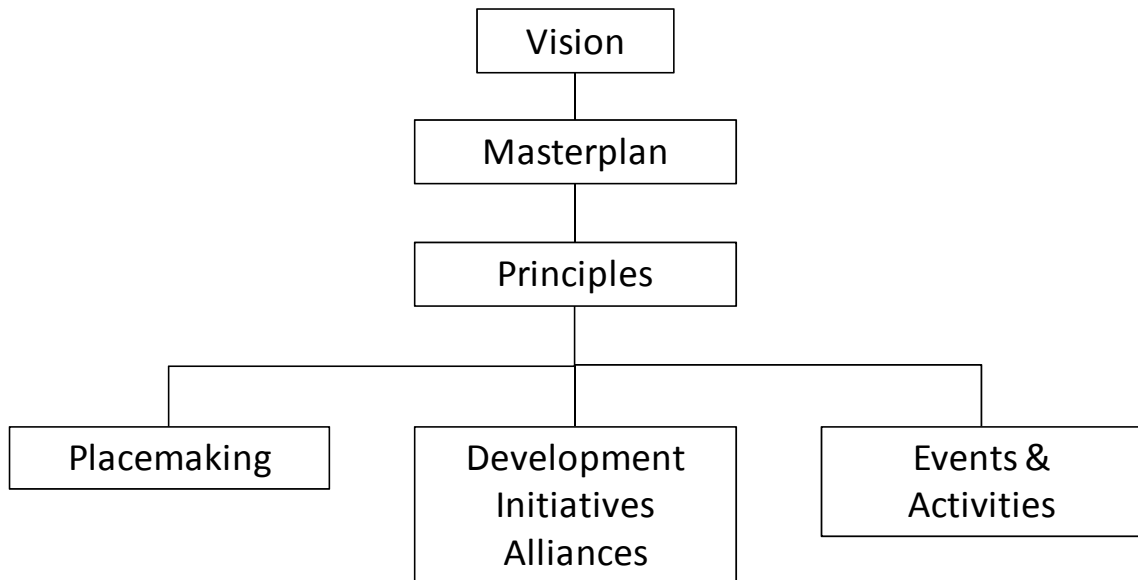 Vision
Masterplan
Principles
Placemaking
Development
Initiatives
Alliances
Events &
Activities